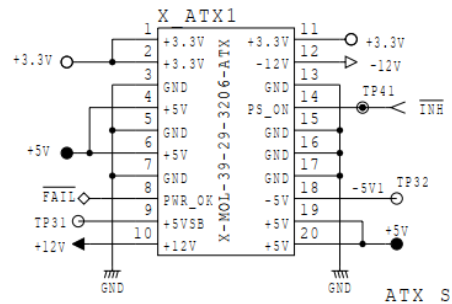 X_ATX1
1 +3.3V +3.3V 11 +3.3V
+3.3V 2 +3.3V -12V 12 -12V
3 GND GND 13 TP41
4 +5V PS_ON 14 INH
5 GND GND 15
+5V 6 +5V GND 16
7 GND GND 17
FAIL 8 PWR_OK -5V 18 -5V1 TP32
TP31 9 +5VSB +5V 19
+12V 10 +12V +5V 20 +5V
X-MOL-39-29-3206-ATX
GND GND
ATX S